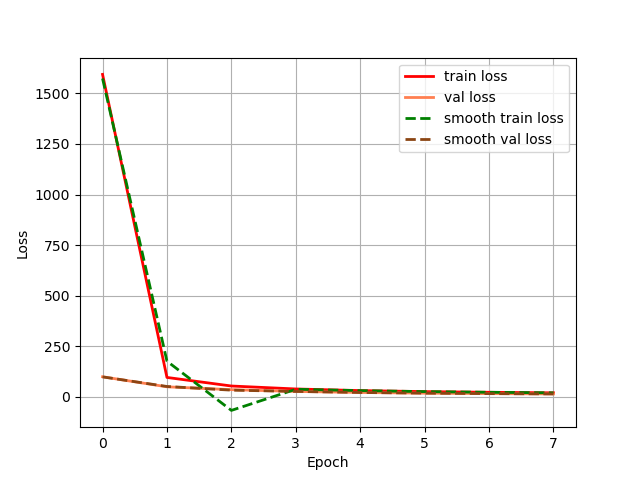 train loss
val loss
smooth train loss
smooth val loss
1500
1250
1000
750
500
250
0
Loss
0 1 2 3 4 5 6 7
Epoch